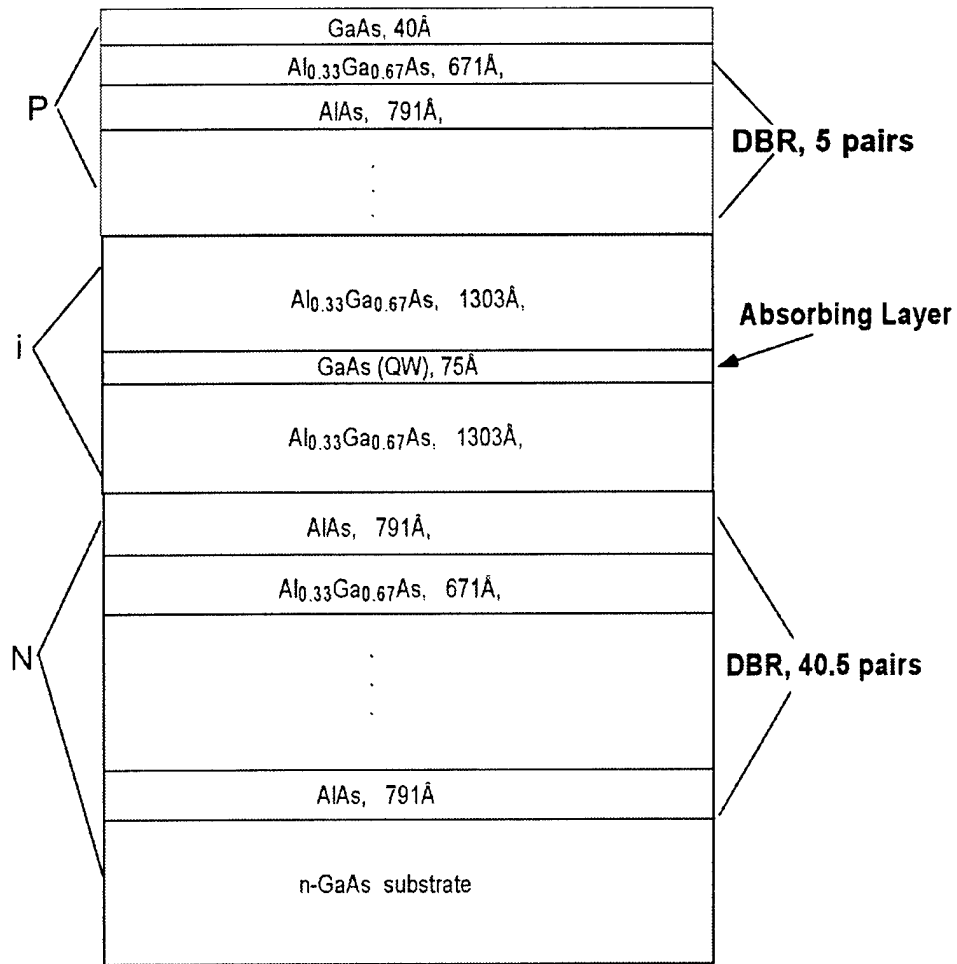 GaAs, 40Å
Al0.33Ga0.67As, 671Å,
P
AlAs, 791Å,
DBR, 5 pairs
Al0.33Ga0.67As, 1303Å,
Absorbing Layer
i
GaAs (QW), 75Å
Al0.33Ga0.67As, 1303Å,
AlAs, 791Å,
Al0.33Ga0.67As, 671Å,
N
DBR, 40.5 pairs
AlAs, 791Å
n-GaAs substrate